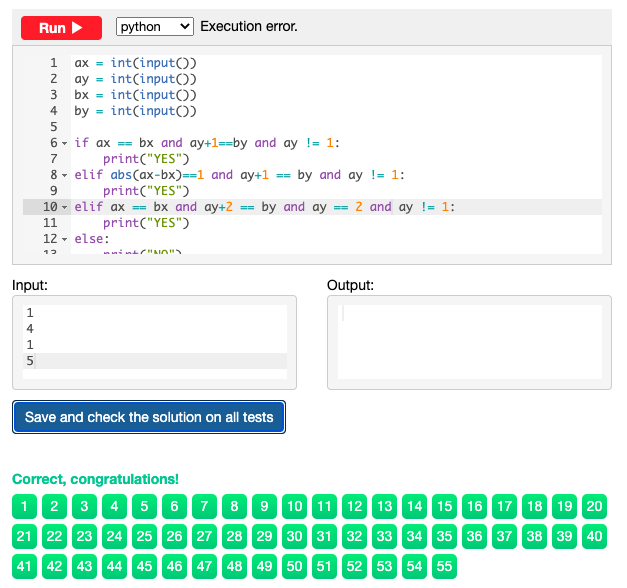 Run python Execution error.
1 ax = int(input())
2 ay = int(input())
3 bx = int(input())
4 by = int(input())
5
6 if ax == bx and ay+1==by and ay != 1:
7 print("YES")
8 elif abs(ax-bx)==1 and ay+1 == by and ay != 1:
9 print("YES")
10 elif ax == bx and ay+2 == by and ay == 2 and ay != 1:
11 print("YES")
12 else:
13 print("NO")
Input: Output:
1
4
1
5
Save and check the solution on all tests
Correct, congratulations!
1 2 3 4 5 6 7 8 9 10 11 12 13 14 15 16 17 18 19 20
21 22 23 24 25 26 27 28 29 30 31 32 33 34 35 36 37 38 39 40
41 42 43 44 45 46 47 48 49 50 51 52 53 54 55